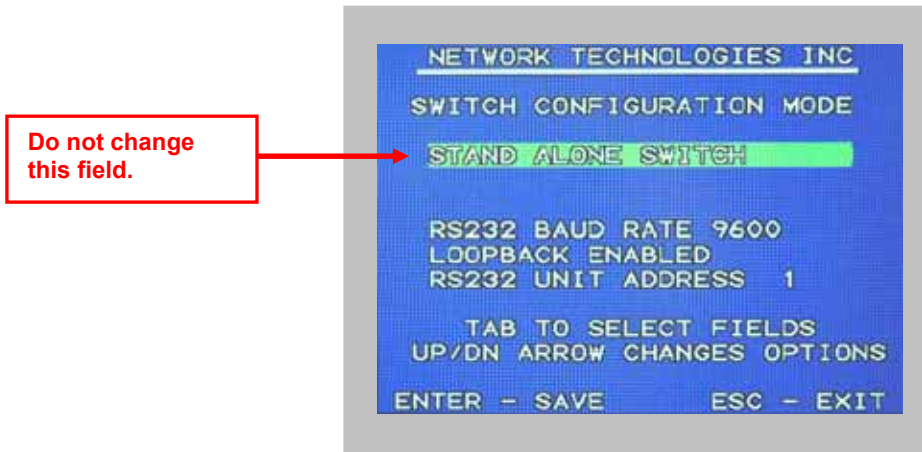 Do not change
this field.
NETWORK TECHNOLOGIES INC
SWITCH CONFIGURATION MODE
STAND ALONE SWITCH
RS232 BAUD RATE 9600
LOOPBACK ENABLED
RS232 UNIT ADDRESS 1
TAB TO SELECT FIELDS
UP/DN ARROW CHANGES OPTIONS
ENTER - SAVE ESC - EXIT